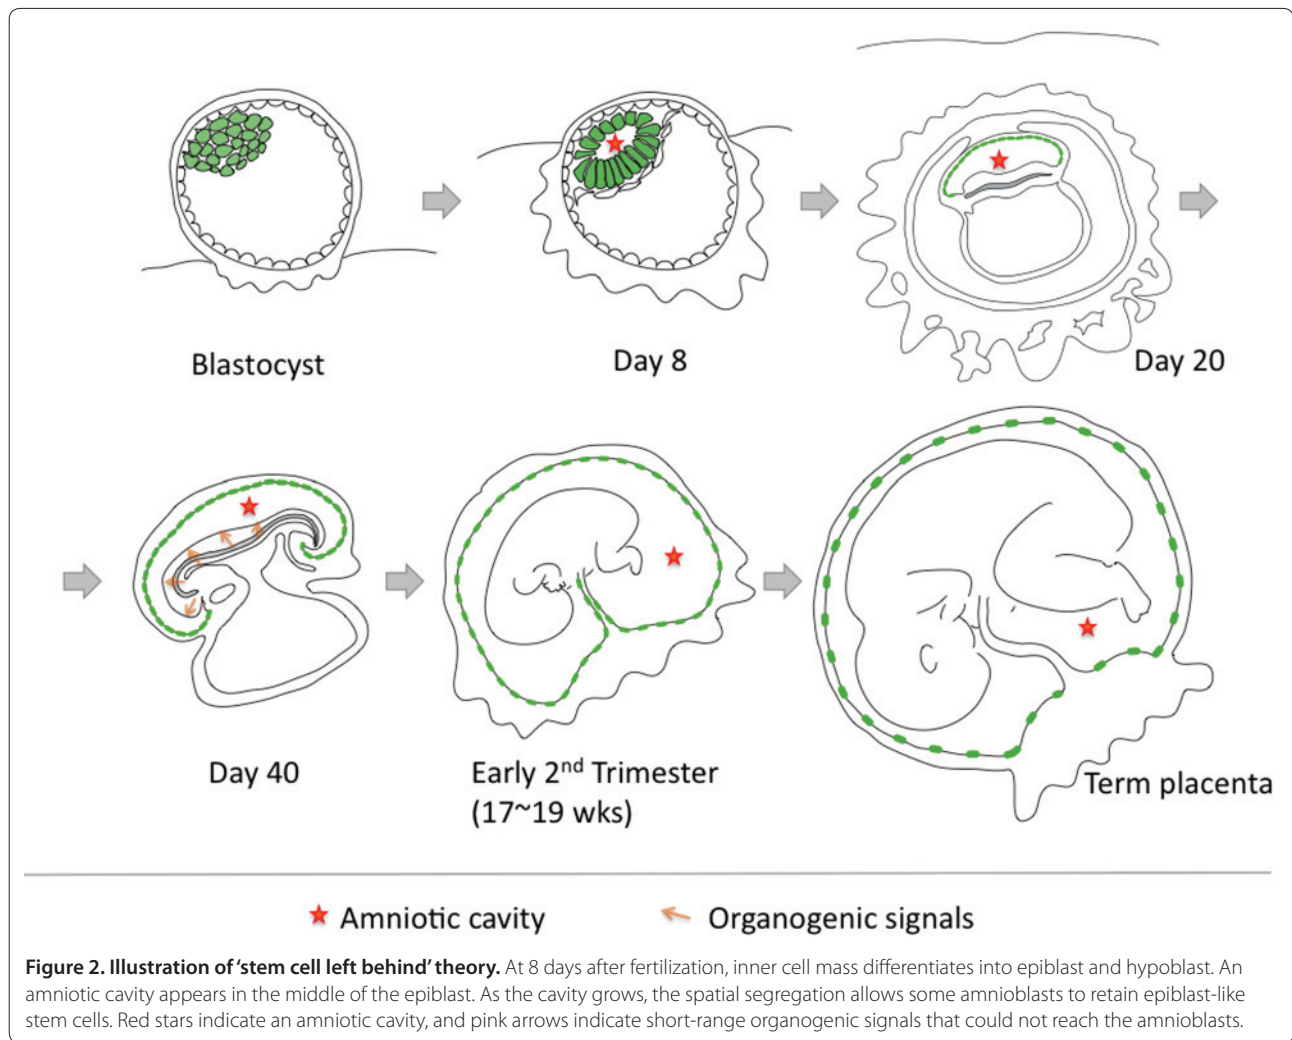 Blastocyst
Day 8
Day 20
Day 40
Early 2nd Trimester
(17~19 wks)
Term placenta
Amniotic cavity
Organogenic signals
Figure 2. Illustration of ‘stem cell left behind’ theory. At 8 days after fertilization, inner cell mass differentiates into epiblast and hypoblast. An
amniotic cavity appears in the middle of the epiblast. As the cavity grows, the spatial segregation allows some amnioblasts to retain epiblast-like
stem cells. Red stars indicate an amniotic cavity, and pink arrows indicate short-range organogenic signals that could not reach the amnioblasts.